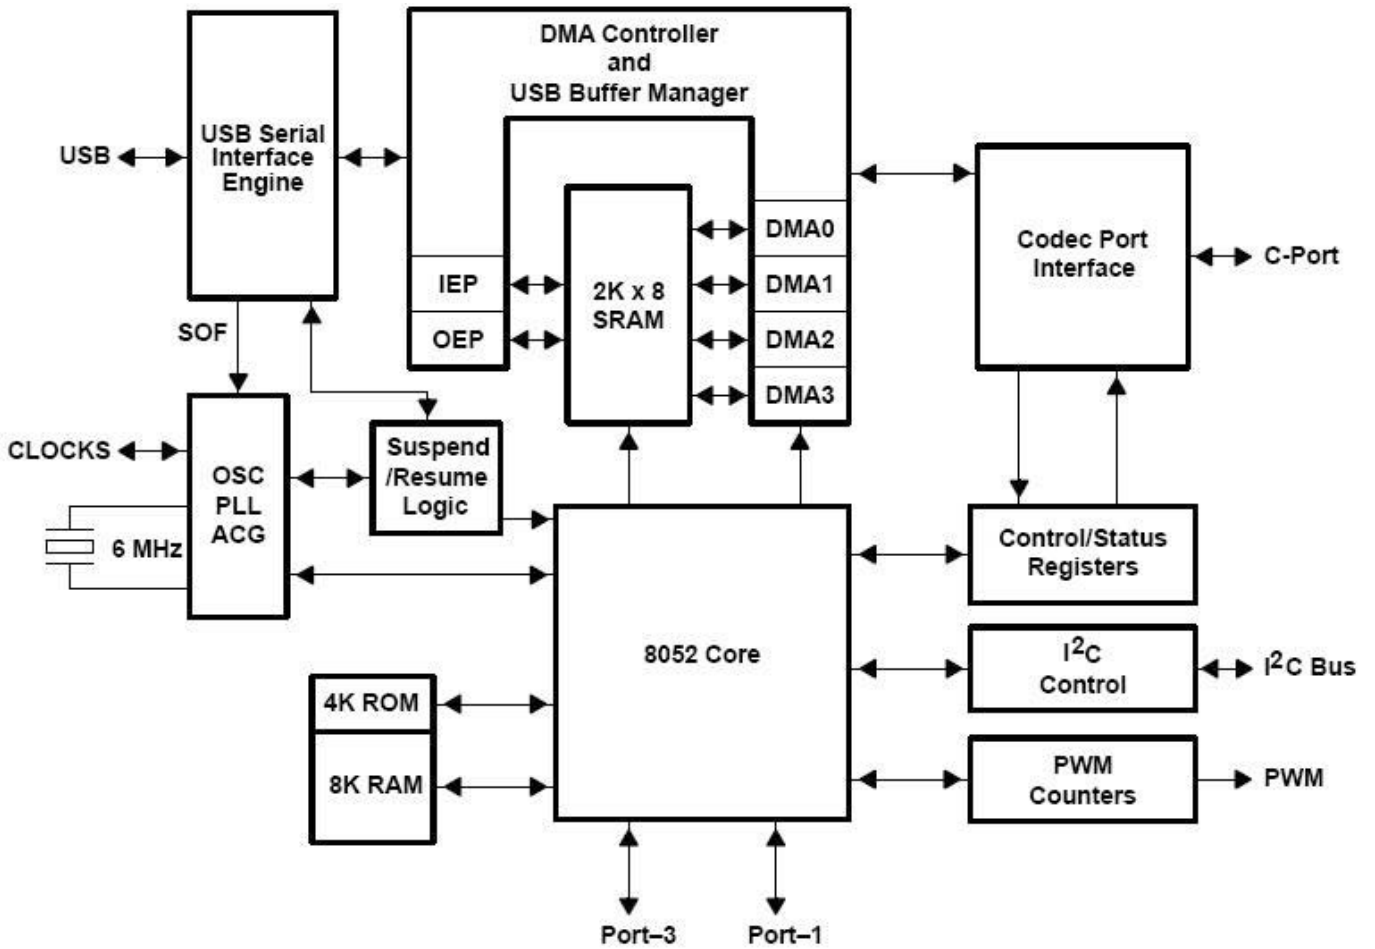 DMA Controller
and
USB Buffer Manager
USB Serial
Interface
Engine
USB
DMA0
DMA1
DMA2
DMA3
IEP
OEP
2K x 8
SRAM
Codec Port
Interface
C-Port
SOF
CLOCKS
OSC
PLL
ACG
6 MHz
Suspend
/Resume
Logic
Control/Status
Registers
8052 Core
I²C
Control
I²C Bus
4K ROM
8K RAM
PWM
Counters
PWM
Port–3
Port–1